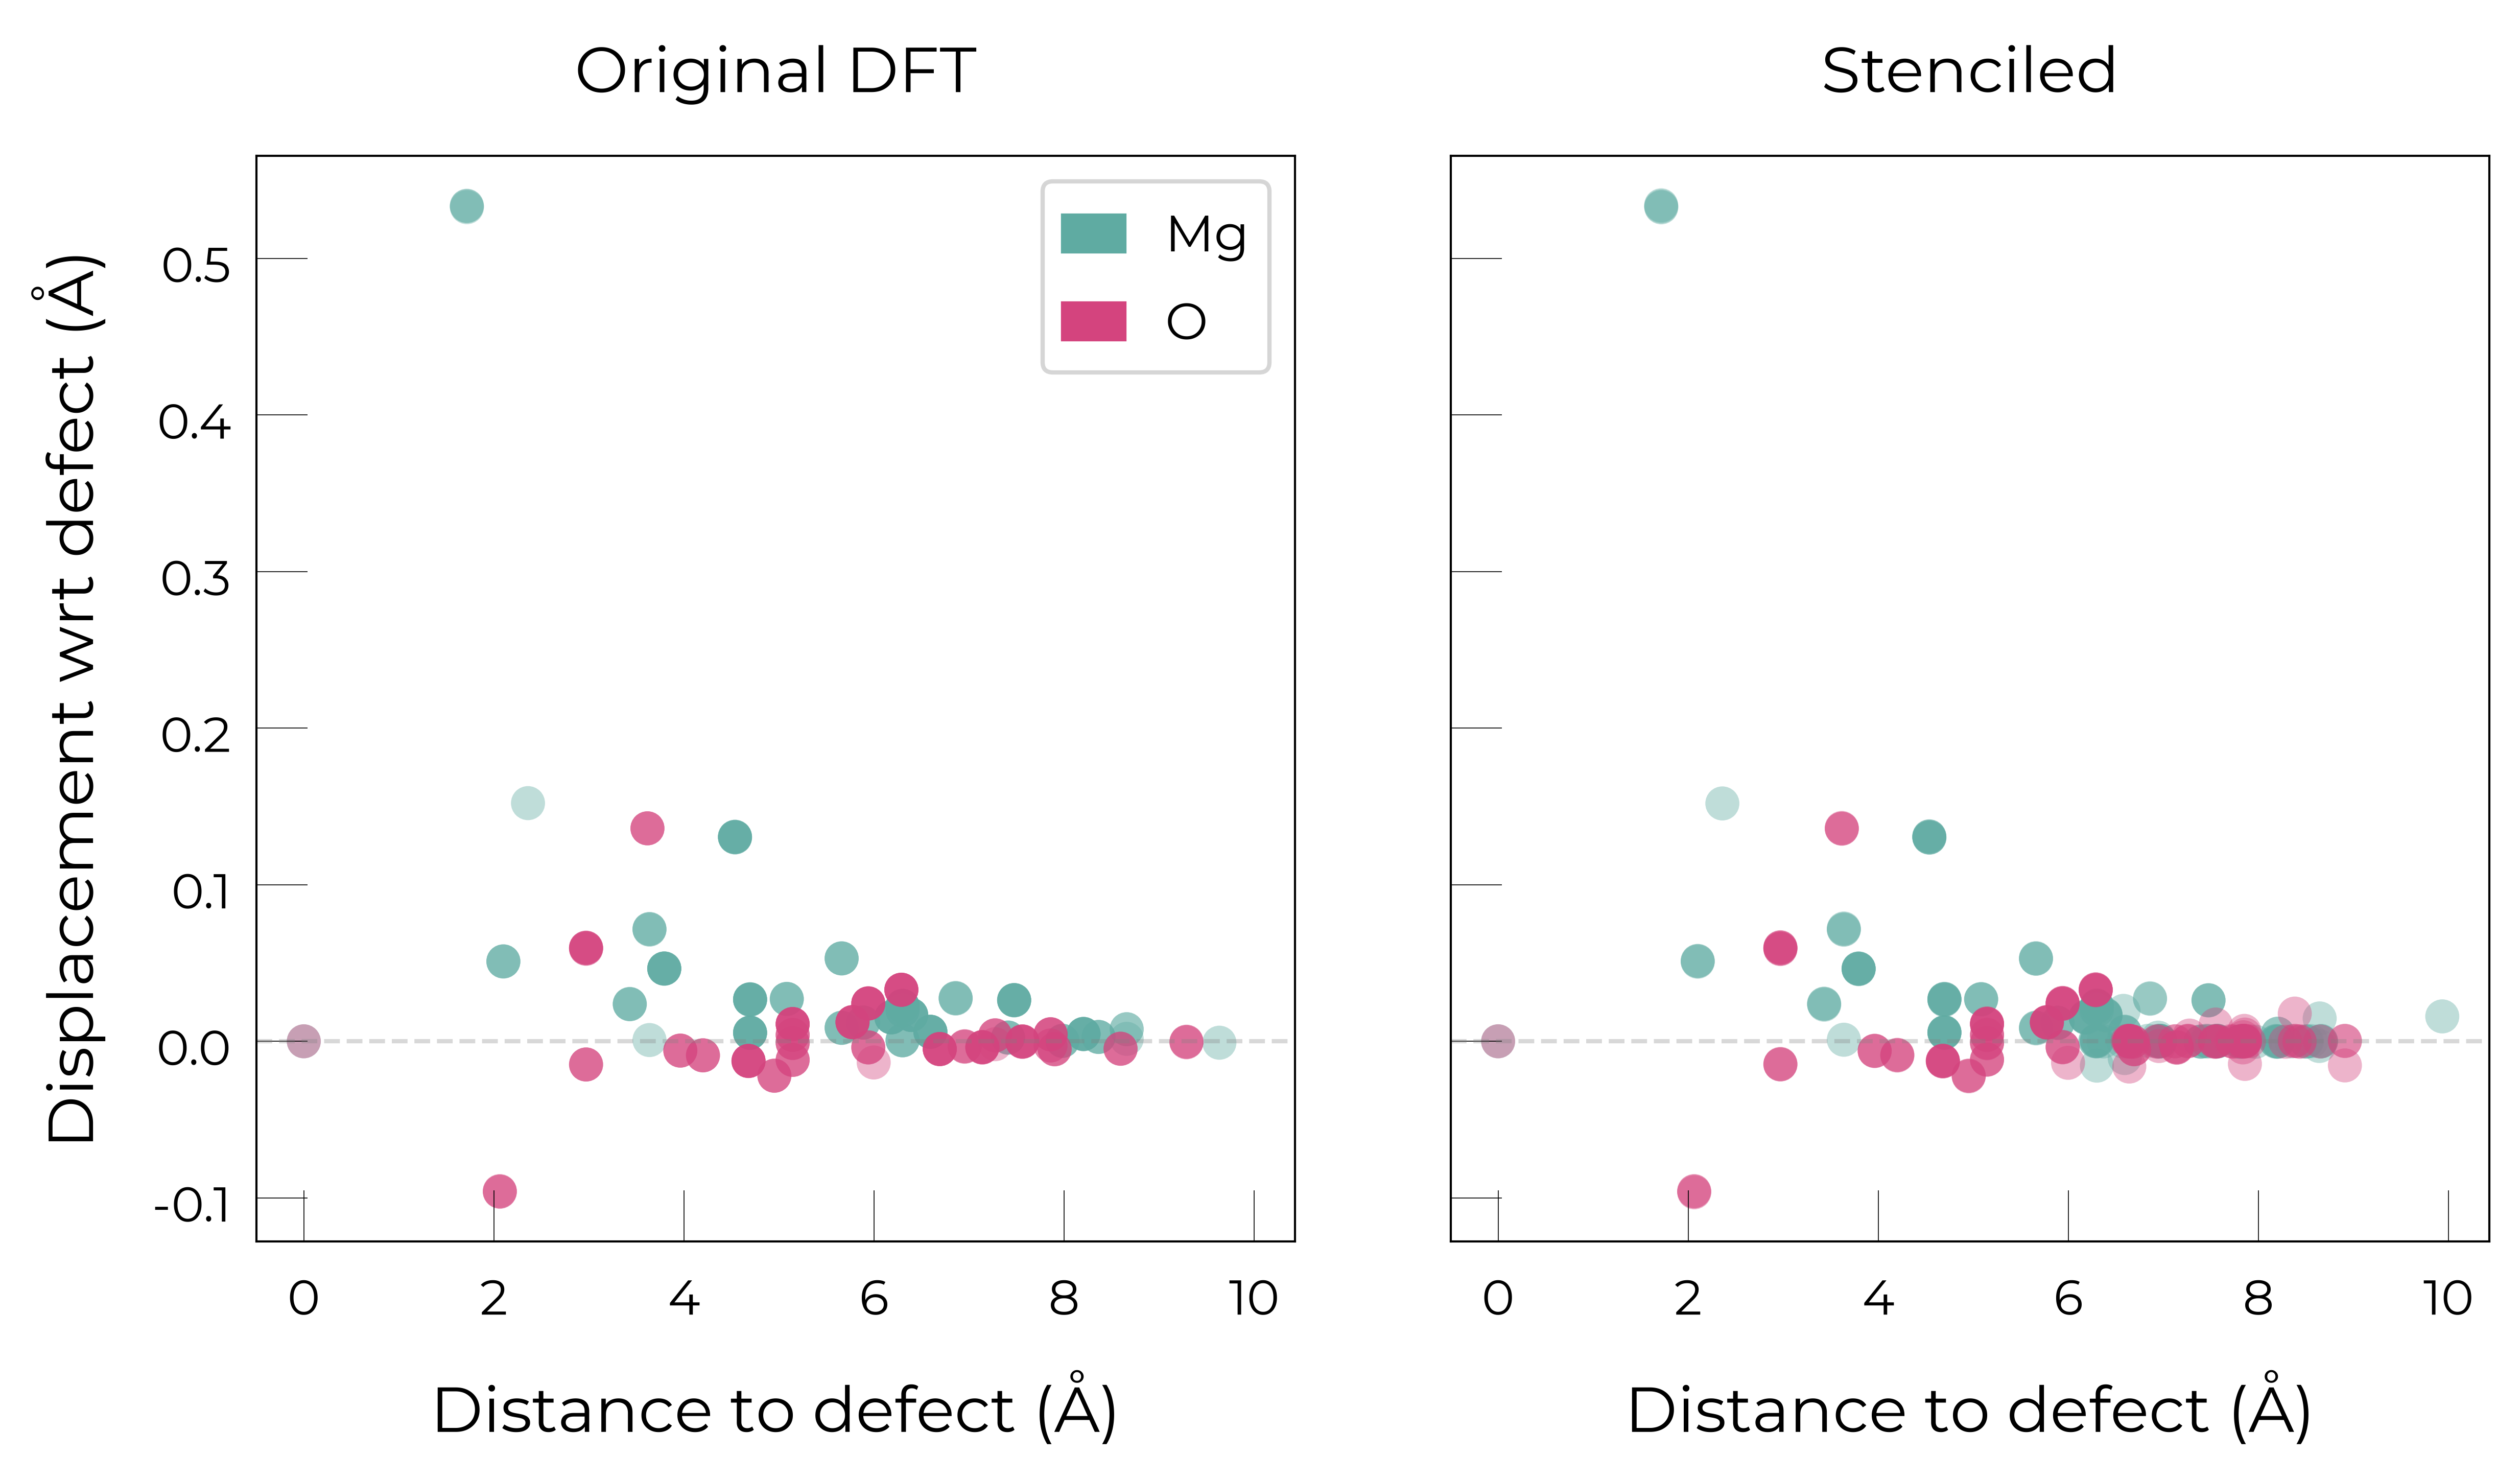 Original DFT
Stenciled
Displacement wrt defect (Å)
0.5
0.4
0.3
0.2
0.1
0.0
-0.1
Mg
O
0 2 4 6 8 10
0 2 4 6 8 10
Distance to defect (Å)
Distance to defect (Å)